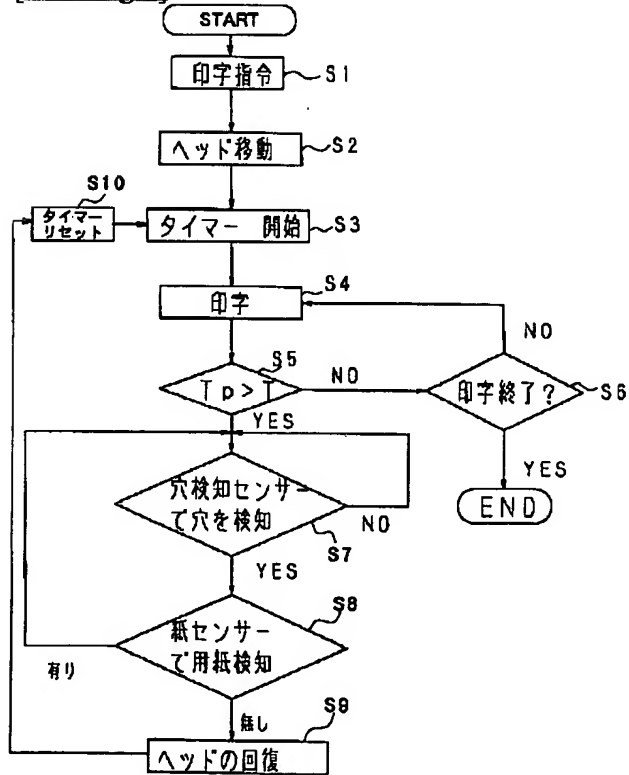 START
印字指令
S1
ヘッド移動
S2
S10
タイマー
リセット
タイマー 開始
S3
印字
S4
NO
Tp>T
S5
NO
印字終了?
S6
YES
YES
END
穴検知センサー
で穴を検知
NO
S7
YES
紙センサー
で用紙検知
S8
有り
無し
ヘッドの回復
S9